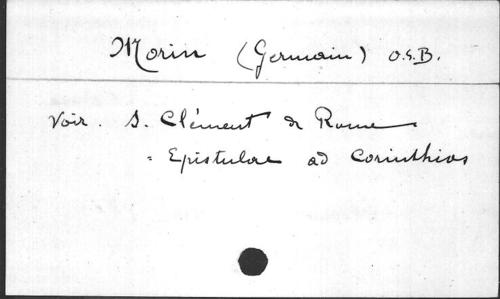 Morin (Germain) O.S.B.
Voir. S. Clément de Rome
= Epistulae ad Corinthios